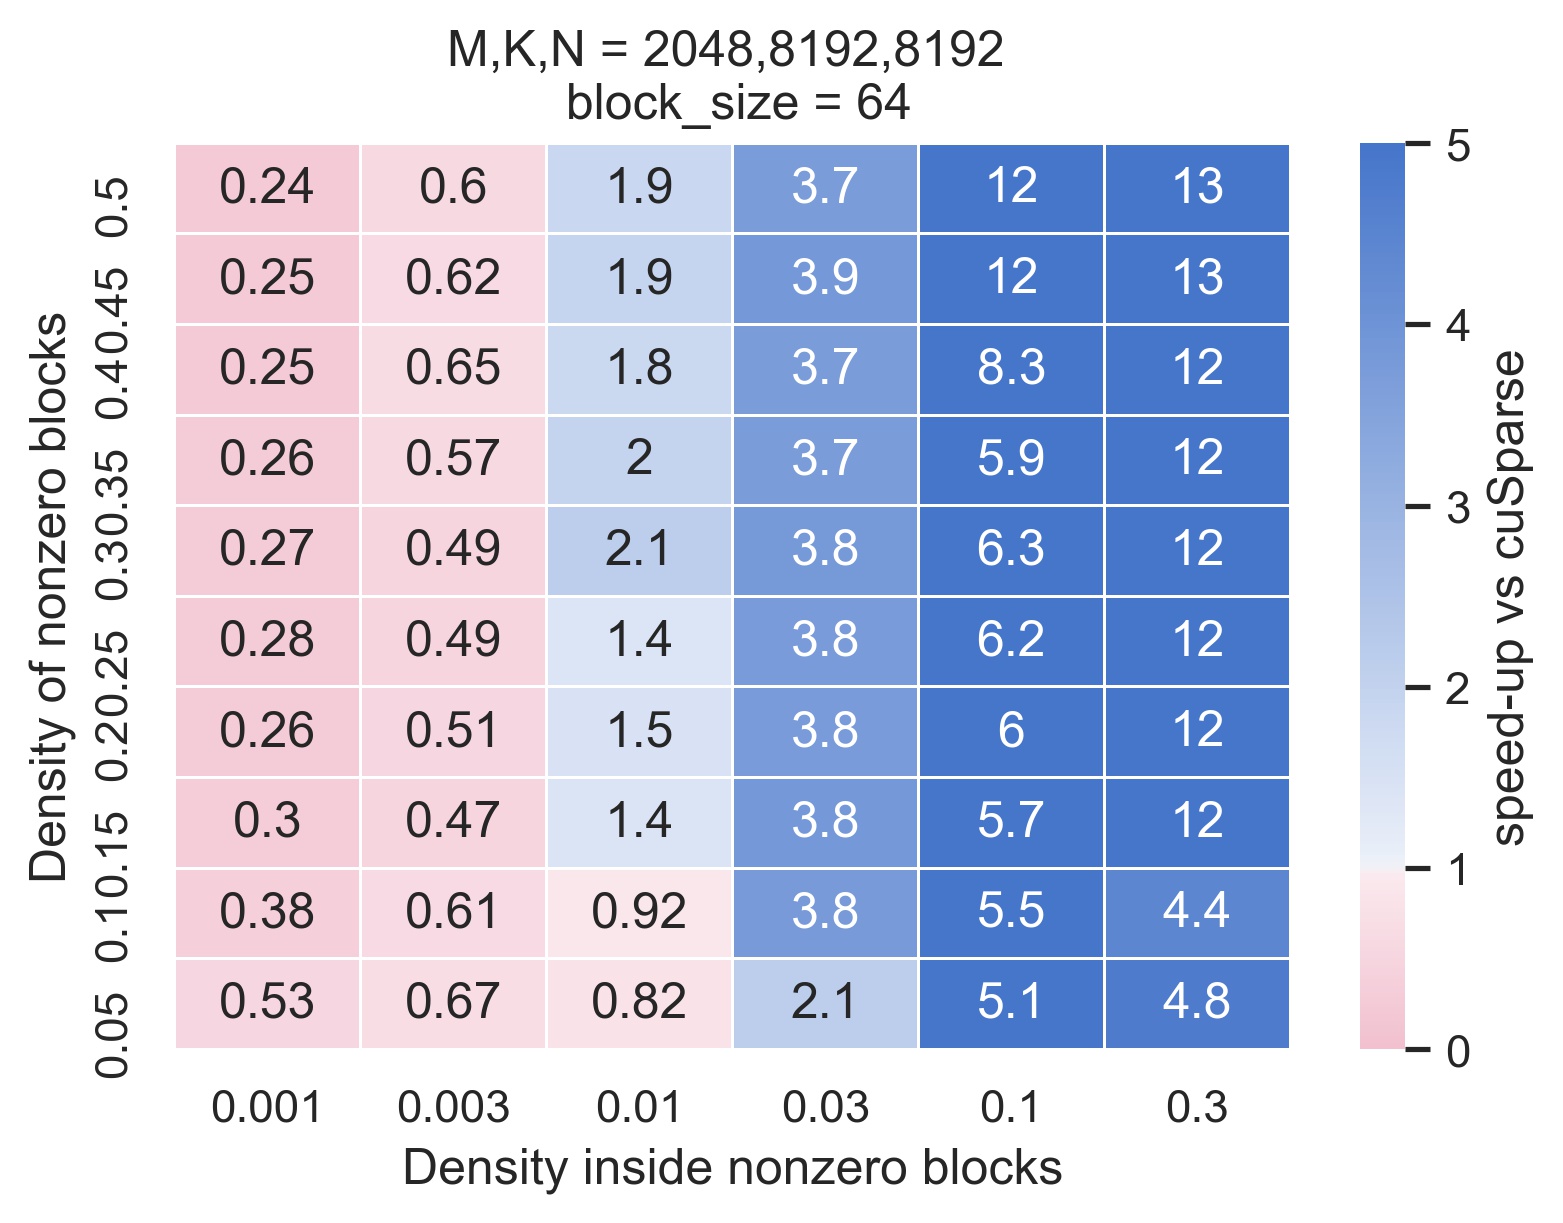 M,K,N = 2048,8192,8192
block_size = 64
Density of nonzero blocks
0.5 0.24 0.6 1.9 3.7 12 13
0.45 0.25 0.62 1.9 3.9 12 13
0.4 0.25 0.65 1.8 3.7 8.3 12
0.35 0.26 0.57 2 3.7 5.9 12
0.3 0.27 0.49 2.1 3.8 6.3 12
0.25 0.28 0.49 1.4 3.8 6.2 12
0.2 0.26 0.51 1.5 3.8 6 12
0.15 0.3 0.47 1.4 3.8 5.7 12
0.1 0.38 0.61 0.92 3.8 5.5 4.4
0.05 0.53 0.67 0.82 2.1 5.1 4.8
0.001 0.003 0.01 0.03 0.1 0.3
Density inside nonzero blocks
5
4
3
2
1
0
speed-up vs cuSparse